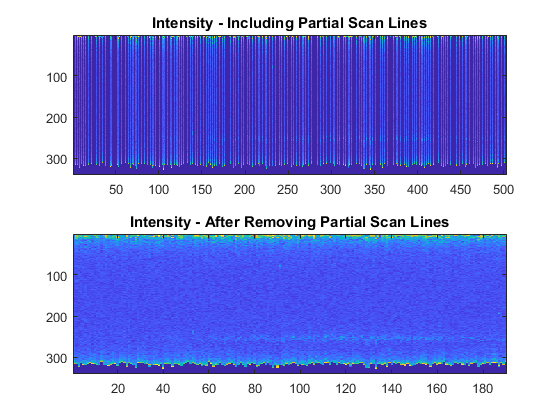 Intensity - Including Partial Scan Lines
100
200
300
50 100 150 200 250 300 350 400 450 500
Intensity - After Removing Partial Scan Lines
100
200
300
20 40 60 80 100 120 140 160 180